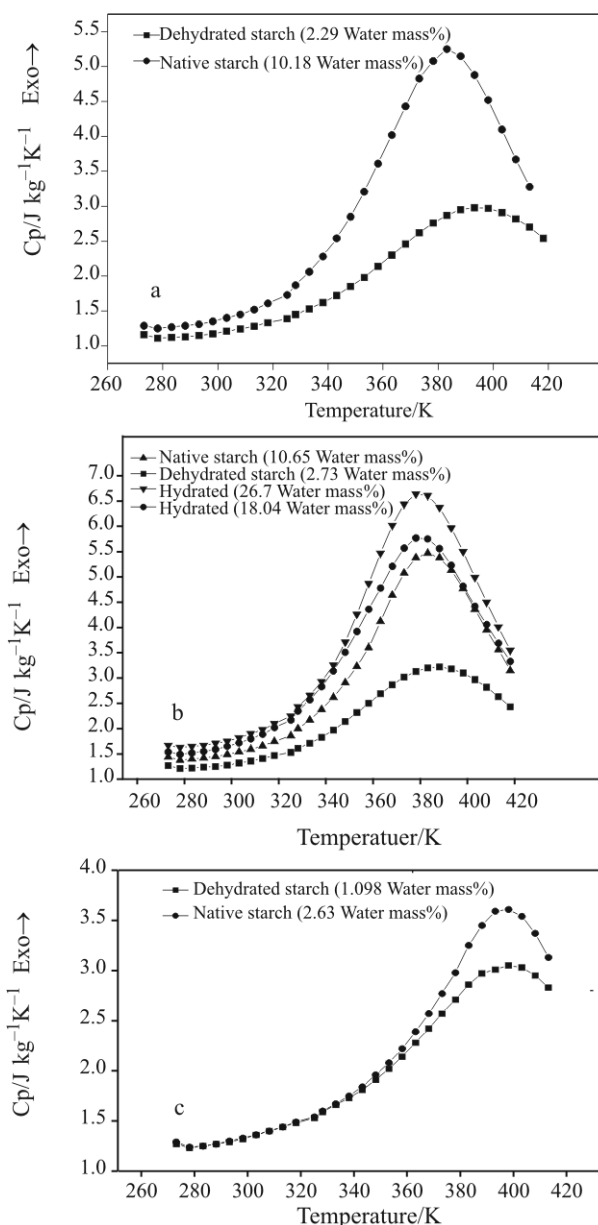 Dehydrated starch (2.29 Water mass%)
Native starch (10.18 Water mass%)
Cp/J kg⁻¹K⁻¹ Exo→
5.5
5.0
4.5
4.0
3.5
3.0
2.5
2.0
1.5
1.0
a
260 280 300 320 340 360 380 400 420
Temperature/K
Native starch (10.65 Water mass%)
Dehydrated starch (2.73 Water mass%)
Hydrated (26.7 Water mass%)
Hydrated (18.04 Water mass%)
Cp/J kg⁻¹K⁻¹ Exo→
7.0
6.5
6.0
5.5
5.0
4.5
4.0
3.5
3.0
2.5
2.0
1.5
1.0
b
260 280 300 320 340 360 380 400 420
Temperatuer/K
Dehydrated starch (1.098 Water mass%)
Native starch (2.63 Water mass%)
Cp/J kg⁻¹K⁻¹ Exo→
4.0
3.5
3.0
2.5
2.0
1.5
1.0
c
260 280 300 320 340 360 380 400 420
Temperature/K